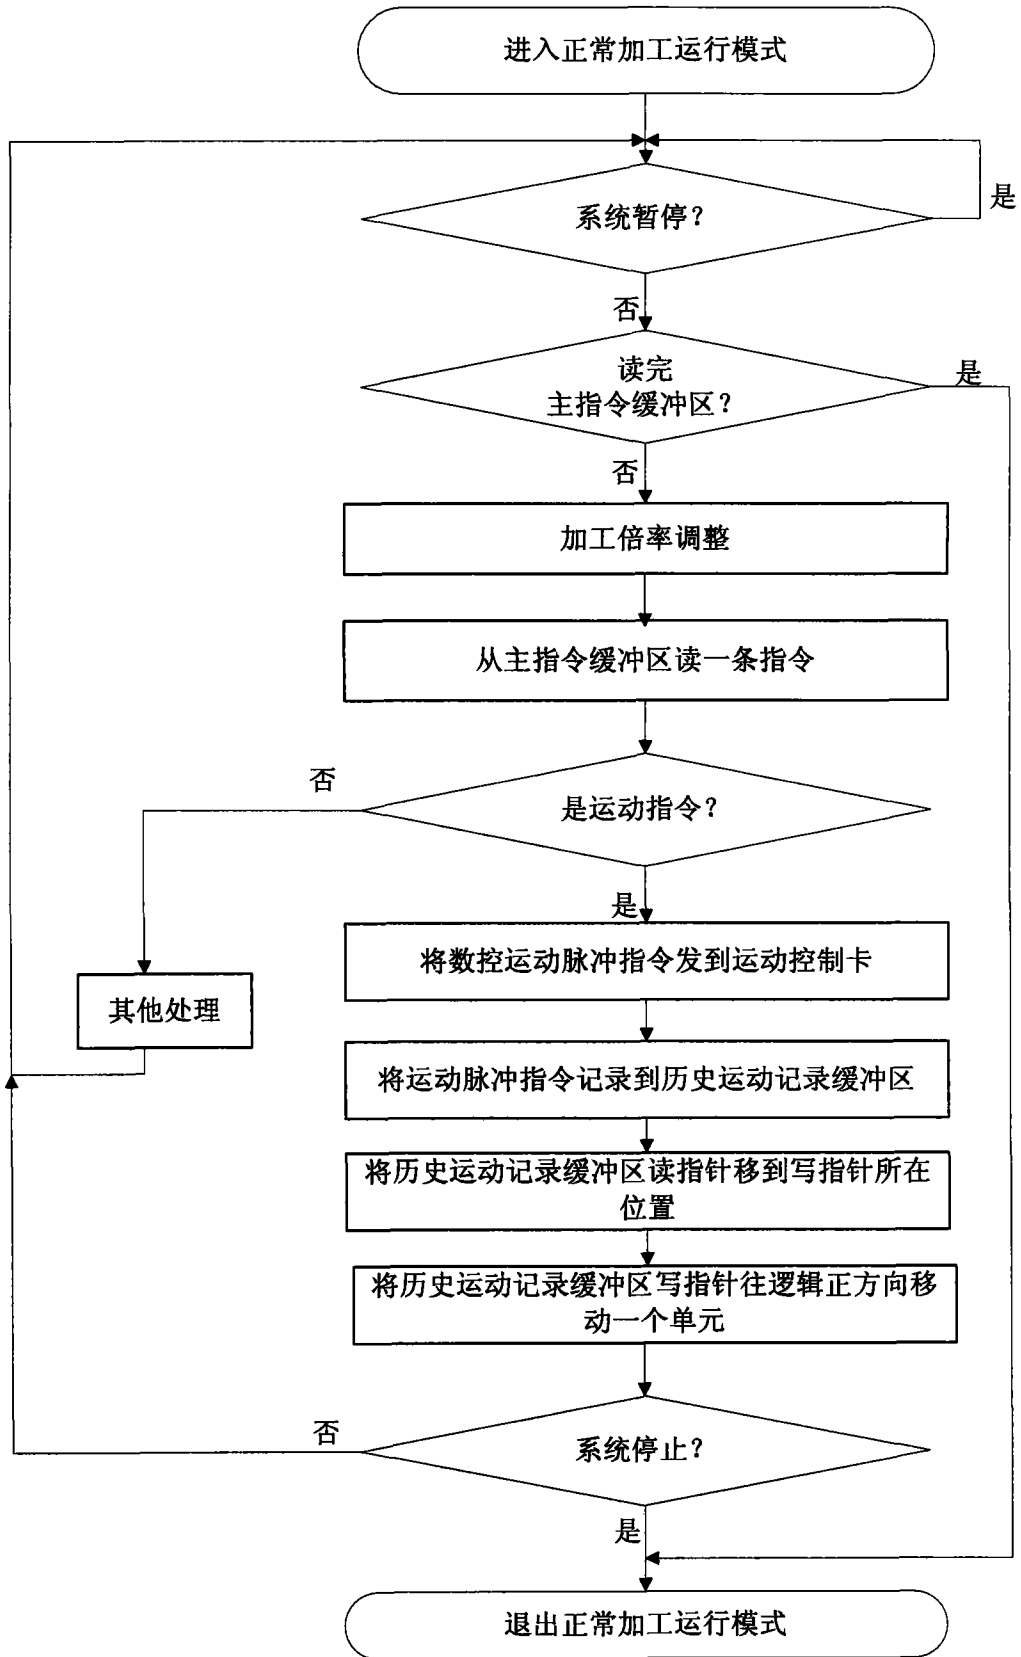 进入正常加工运行模式
系统暂停？
是
否
读完
主指令缓冲区？
是
否
加工倍率调整
从主指令缓冲区读一条指令
是运动指令？
否
是
将数控运动脉冲指令发到运动控制卡
其他处理
将运动脉冲指令记录到历史运动记录缓冲区
将历史运动记录缓冲区读指针移到写指针所在
位置
将历史运动记录缓冲区写指针往逻辑正方向移
动一个单元
系统停止？
否
是
退出正常加工运行模式